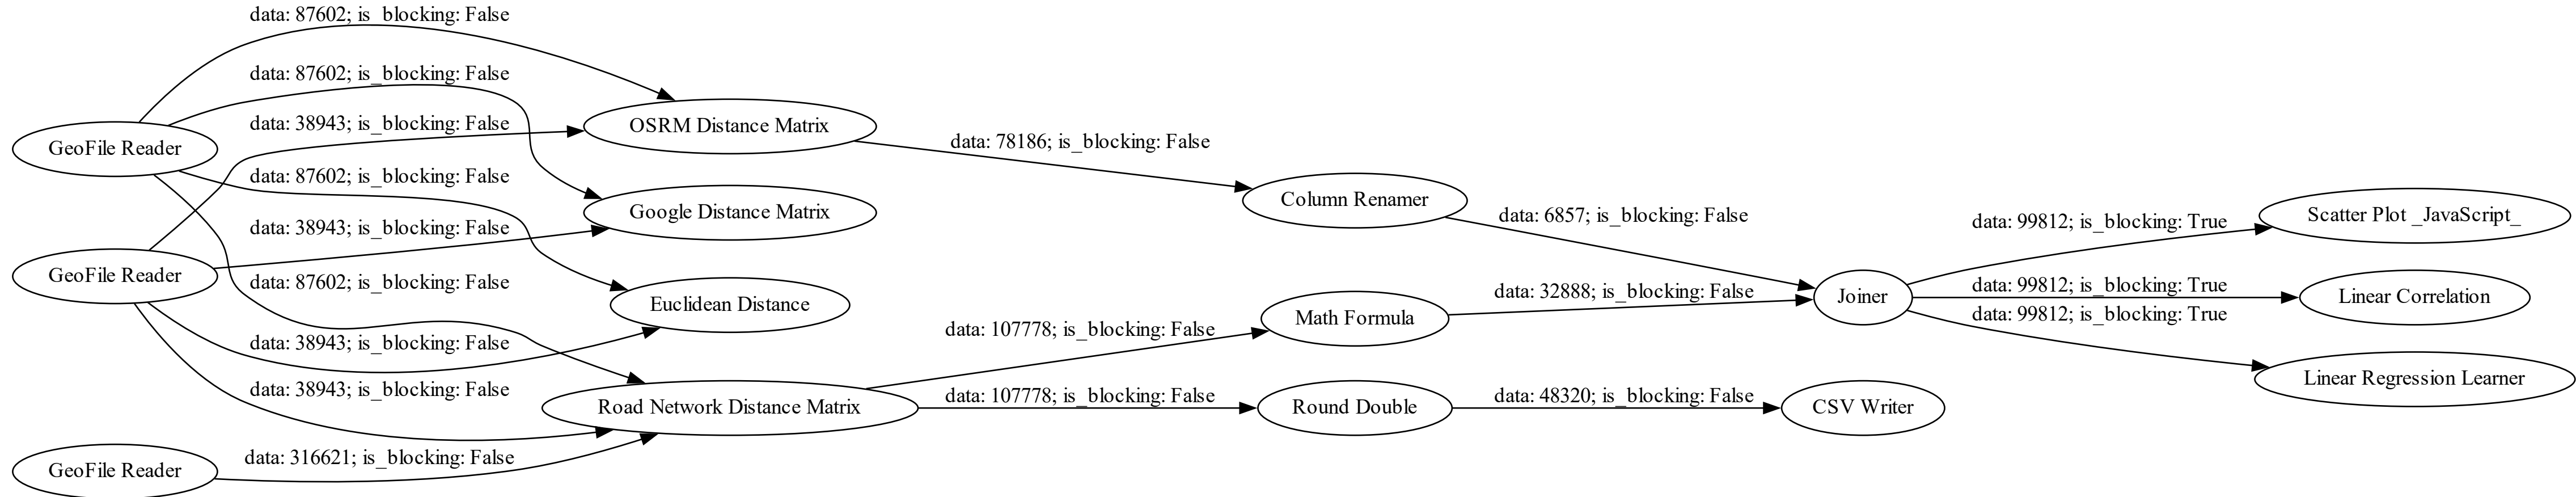 data: 87602; is_blocking: False
data: 87602; is_blocking: False
data: 38943; is_blocking: False
data: 87602; is_blocking: False
data: 38943; is_blocking: False
data: 87602; is_blocking: False
data: 38943; is_blocking: False
data: 38943; is_blocking: False
data: 316621; is_blocking: False
GeoFile Reader
GeoFile Reader
GeoFile Reader
OSRM Distance Matrix
Google Distance Matrix
Euclidean Distance
Road Network Distance Matrix
data: 78186; is_blocking: False
data: 107778; is_blocking: False
data: 107778; is_blocking: False
Column Renamer
Math Formula
Round Double
data: 6857; is_blocking: False
data: 32888; is_blocking: False
data: 48320; is_blocking: False
Joiner
CSV Writer
data: 99812; is_blocking: True
data: 99812; is_blocking: True
data: 99812; is_blocking: True
Scatter Plot _JavaScript_
Linear Correlation
Linear Regression Learner